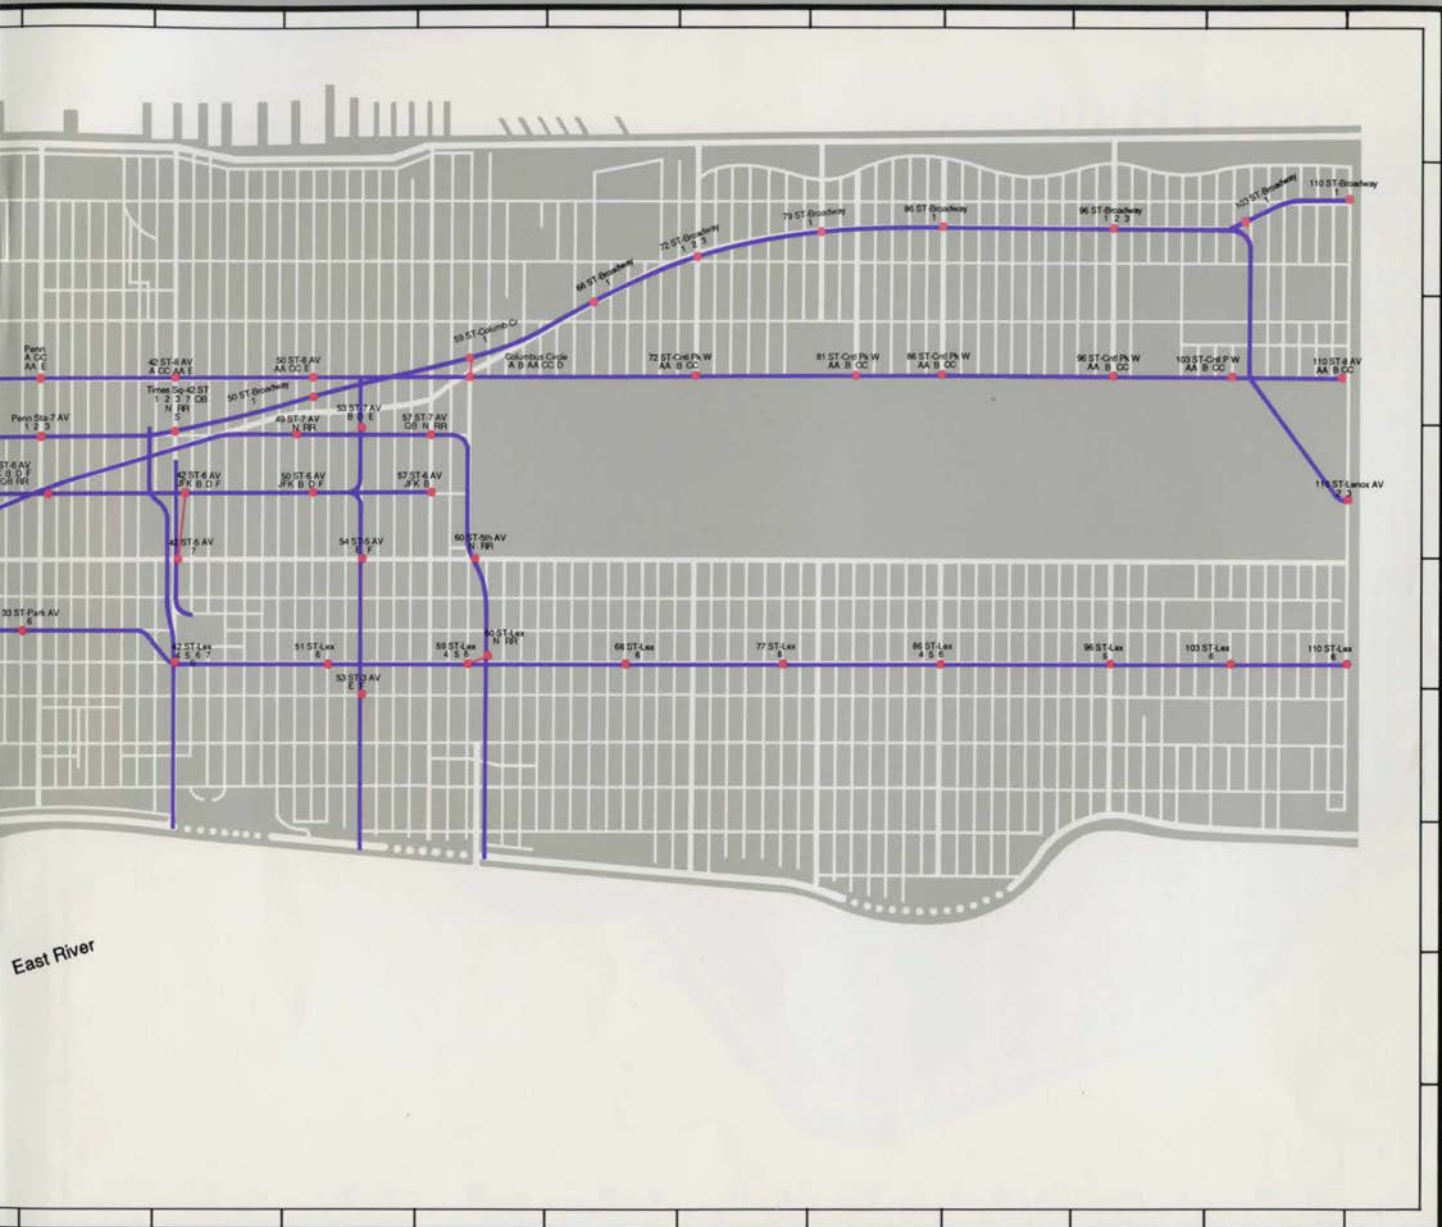 110 ST-Broadway
1
103 ST-Broadway
1
96 ST-Broadway
1 2 3
86 ST-Broadway
1
79 ST-Broadway
1
72 ST-Broadway
1 2 3
66 ST-Broadway
1
59 ST-Columb Cr
1
Penn
A CC
AA E
42 ST-8 AV
A CC AA E
50 ST-8 AV
AA CC E
Columbus Circle
A B AA CC D
72 ST-Cntl Pk W
AA B CC
81 ST-Cntl Pk W
AA B CC
86 ST-Cntl Pk W
AA B CC
96 ST-Cntl Pk W
AA B CC
103 ST-Cntl P W
AA B CC
110 ST-8 AV
AA B CC
Times Sq-42 ST
1 2 3 7 QB
N RR
S
50 ST-Broadway
1
Penn Sta-7 AV
1 2 3
49 ST-7 AV
N RR
53 ST-7 AV
B D E
57 ST-7 AV
QB N RR
ST-6 AV
B D F
QB RR
42 ST-6 AV
JFK B D F
50 ST-6 AV
JFK B D F
57 ST-6 AV
JFK B
110 ST-Lenox AV
2 3
42 ST-5 AV
7
54 ST-5 AV
E F
60 ST-5th AV
N RR
33 ST-Park AV
6
42 ST-Lex
4 5 6 7
51 ST-Lex
6
59 ST-Lex
4 5 6
60 ST-Lex
N RR
68 ST-Lex
6
77 ST-Lex
6
86 ST-Lex
4 5 6
96 ST-Lex
6
103 ST-Lex
6
110 ST-Lex
6
53 ST-3 AV
E F
East River